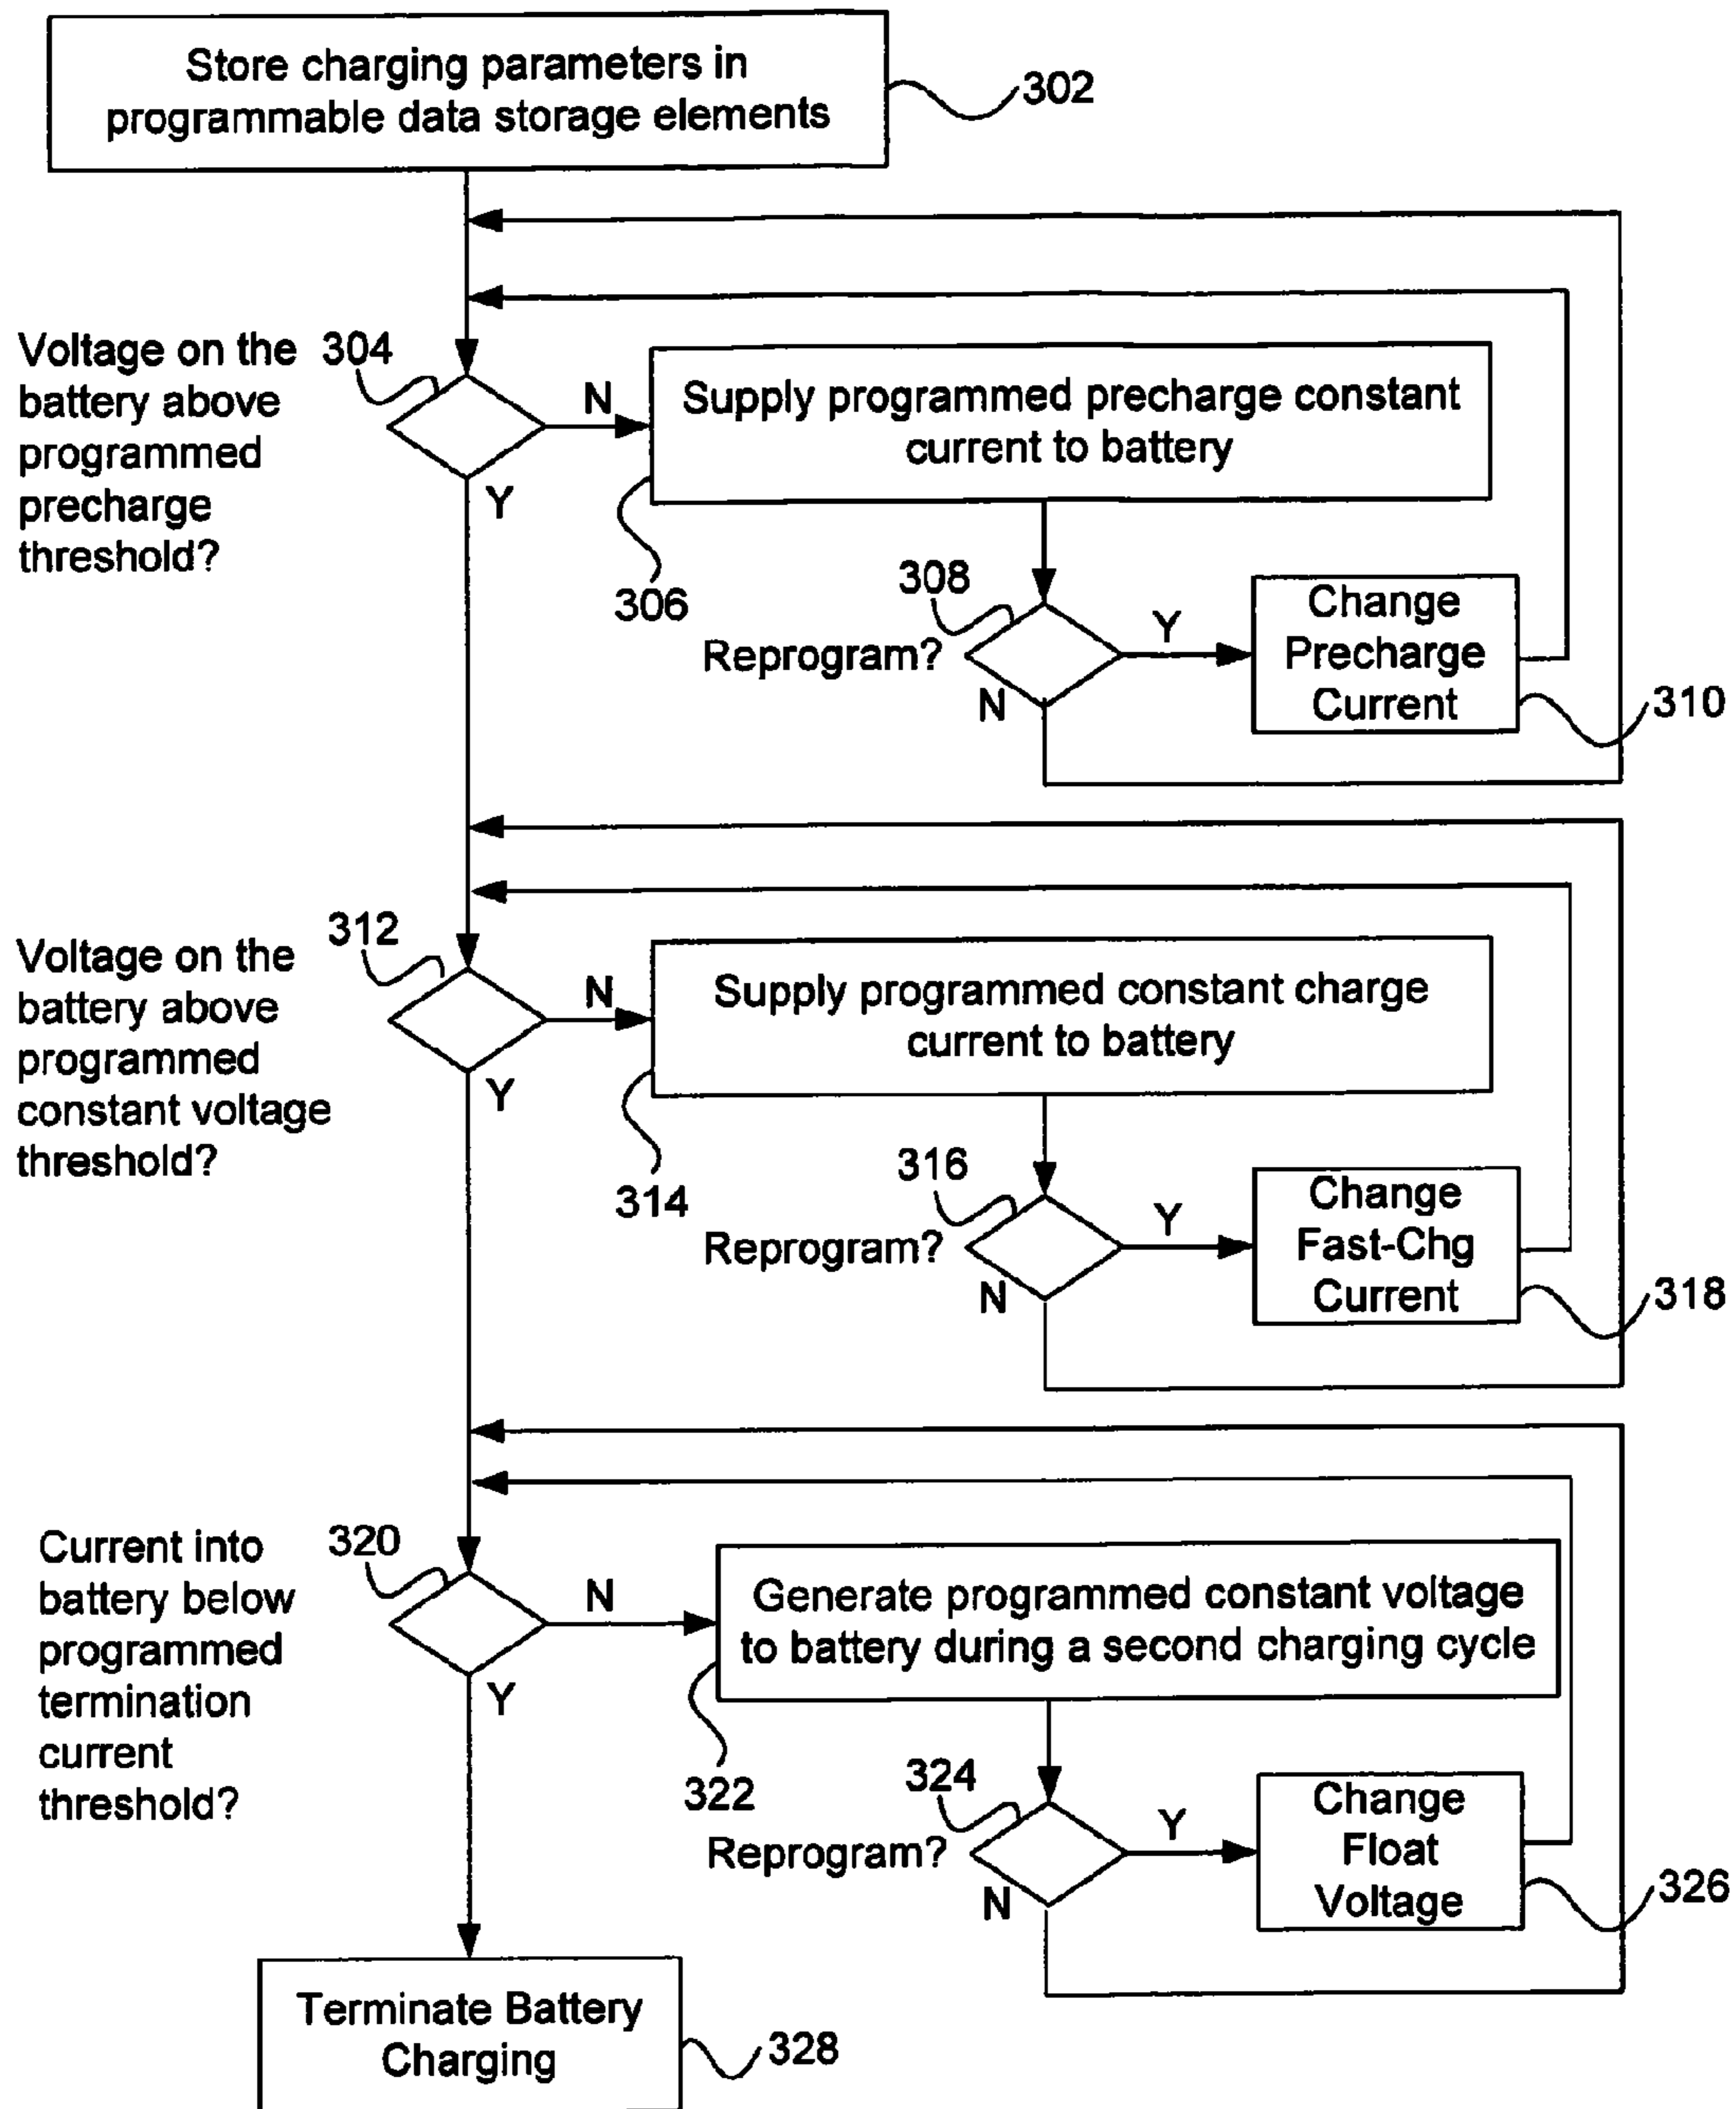 Store charging parameters in
programmable data storage elements
302
Voltage on the
battery above
programmed
precharge
threshold?
304
N
Y
Supply programmed precharge constant
current to battery
306
308
Reprogram?
Y
N
Change
Precharge
Current
310
Voltage on the
battery above
programmed
constant voltage
threshold?
312
N
Y
Supply programmed constant charge
current to battery
314
316
Reprogram?
Y
N
Change
Fast-Chg
Current
318
Current into
battery below
programmed
termination
current
threshold?
320
N
Y
Generate programmed constant voltage
to battery during a second charging cycle
322
324
Reprogram?
Y
N
Change
Float
Voltage
326
Terminate Battery
Charging
328